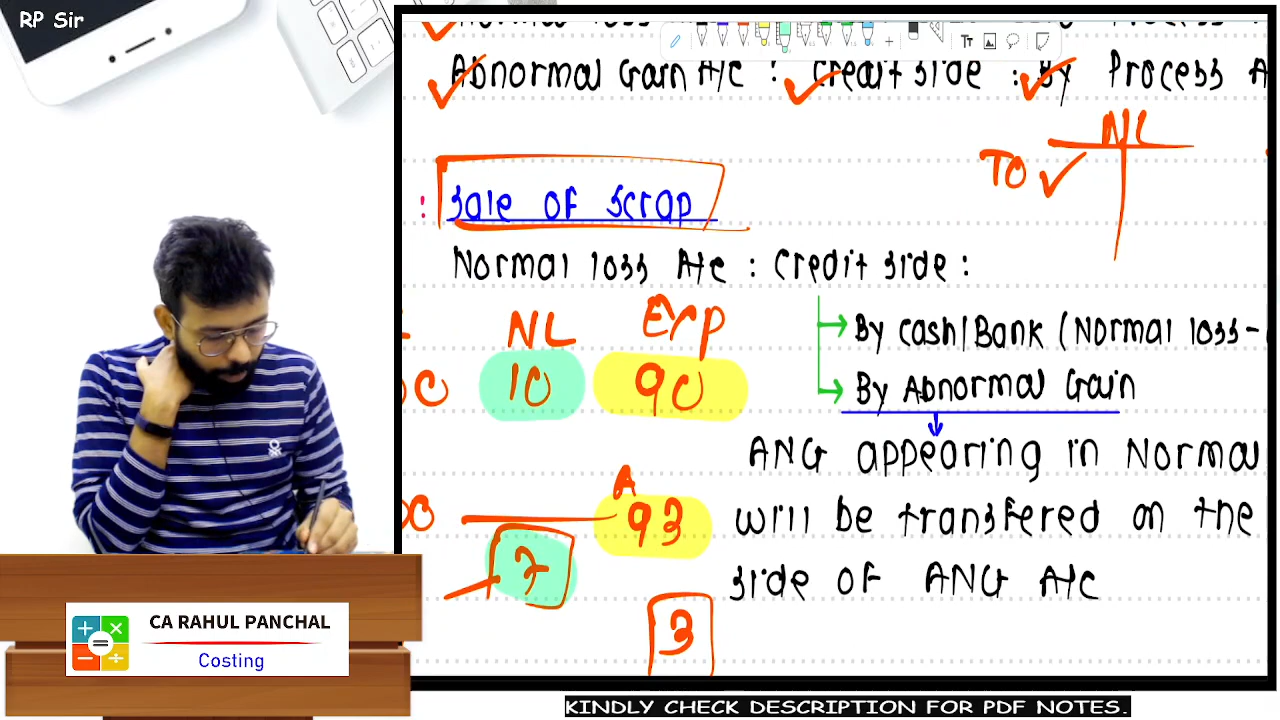 RP Sir
Abnormal Gain A/c : Credit side : By Process A
NL
TO
: Sale of Scrap
Normal loss A/c : Credit side :
NL Exp
By Cash/Bank (Normal loss -
10 90
By Abnormal Gain
ANG appearing in Normal
A
93
will be transferred on the
7
side of ANG A/c
3
CA RAHUL PANCHAL
Costing
KINDLY CHECK DESCRIPTION FOR PDF NOTES.